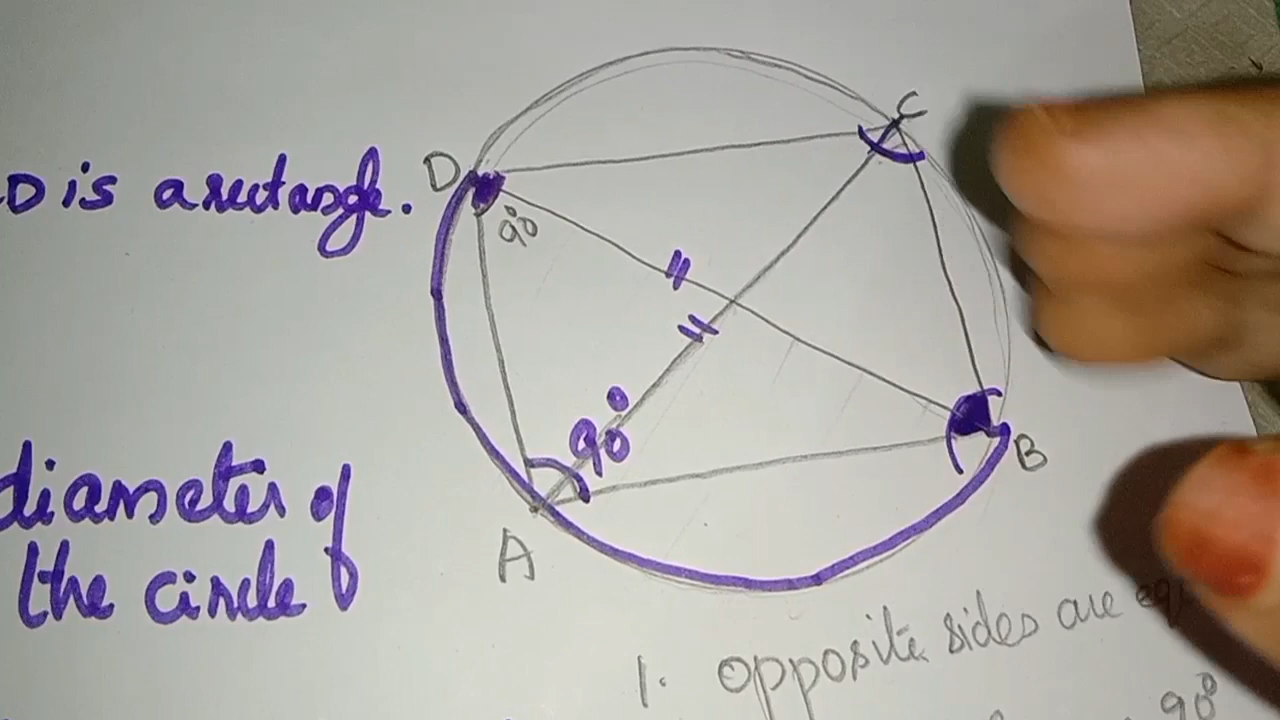 D is a rectangle.
diameter of
the circle
D
C
90°
90°
A
B
1. opposite sides are
90°